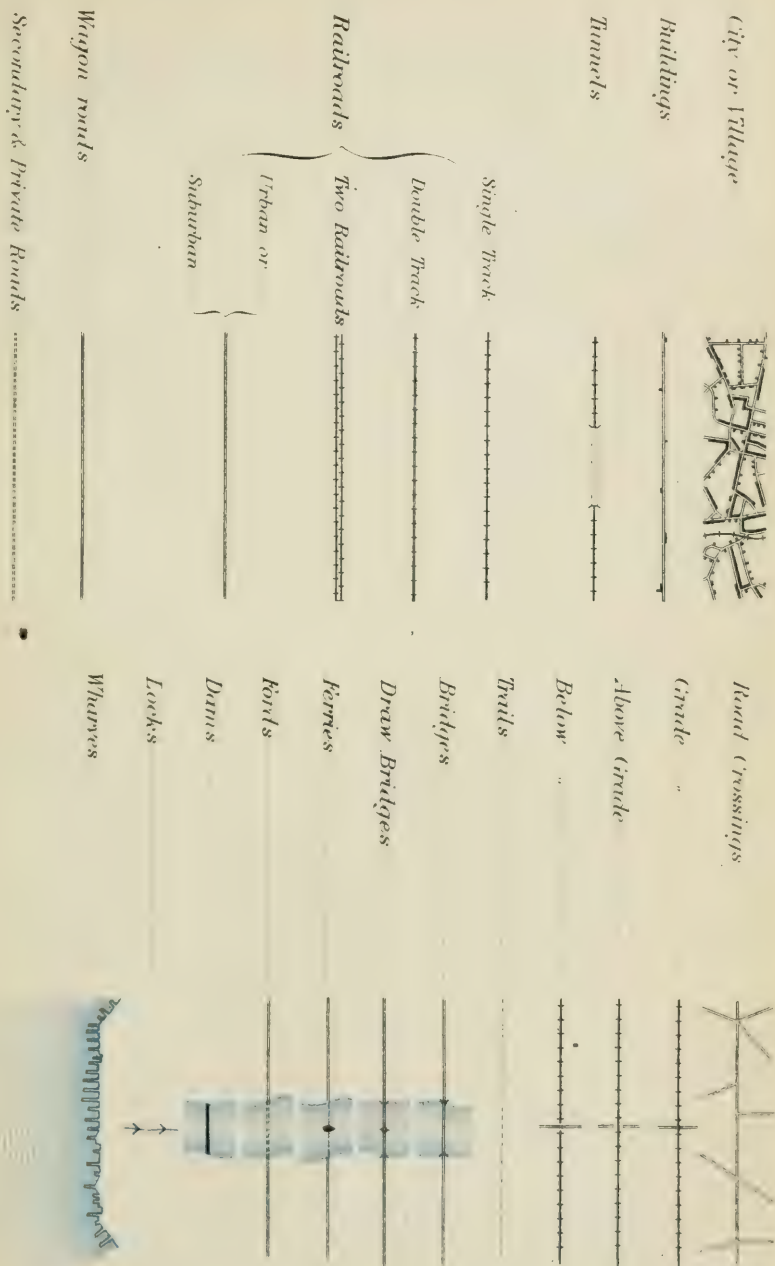 City or Village
Buildings
Tunnels
Railroads
Single Track
Double Track
Two Railroads
Urban or
Suburban
Wagon roads
Secondary & Private Roads
Road Crossings
Grade "
Above Grade
Below "
Trails
Bridges
Draw Bridges
Ferries
Fords
Dams
Locks
Wharves